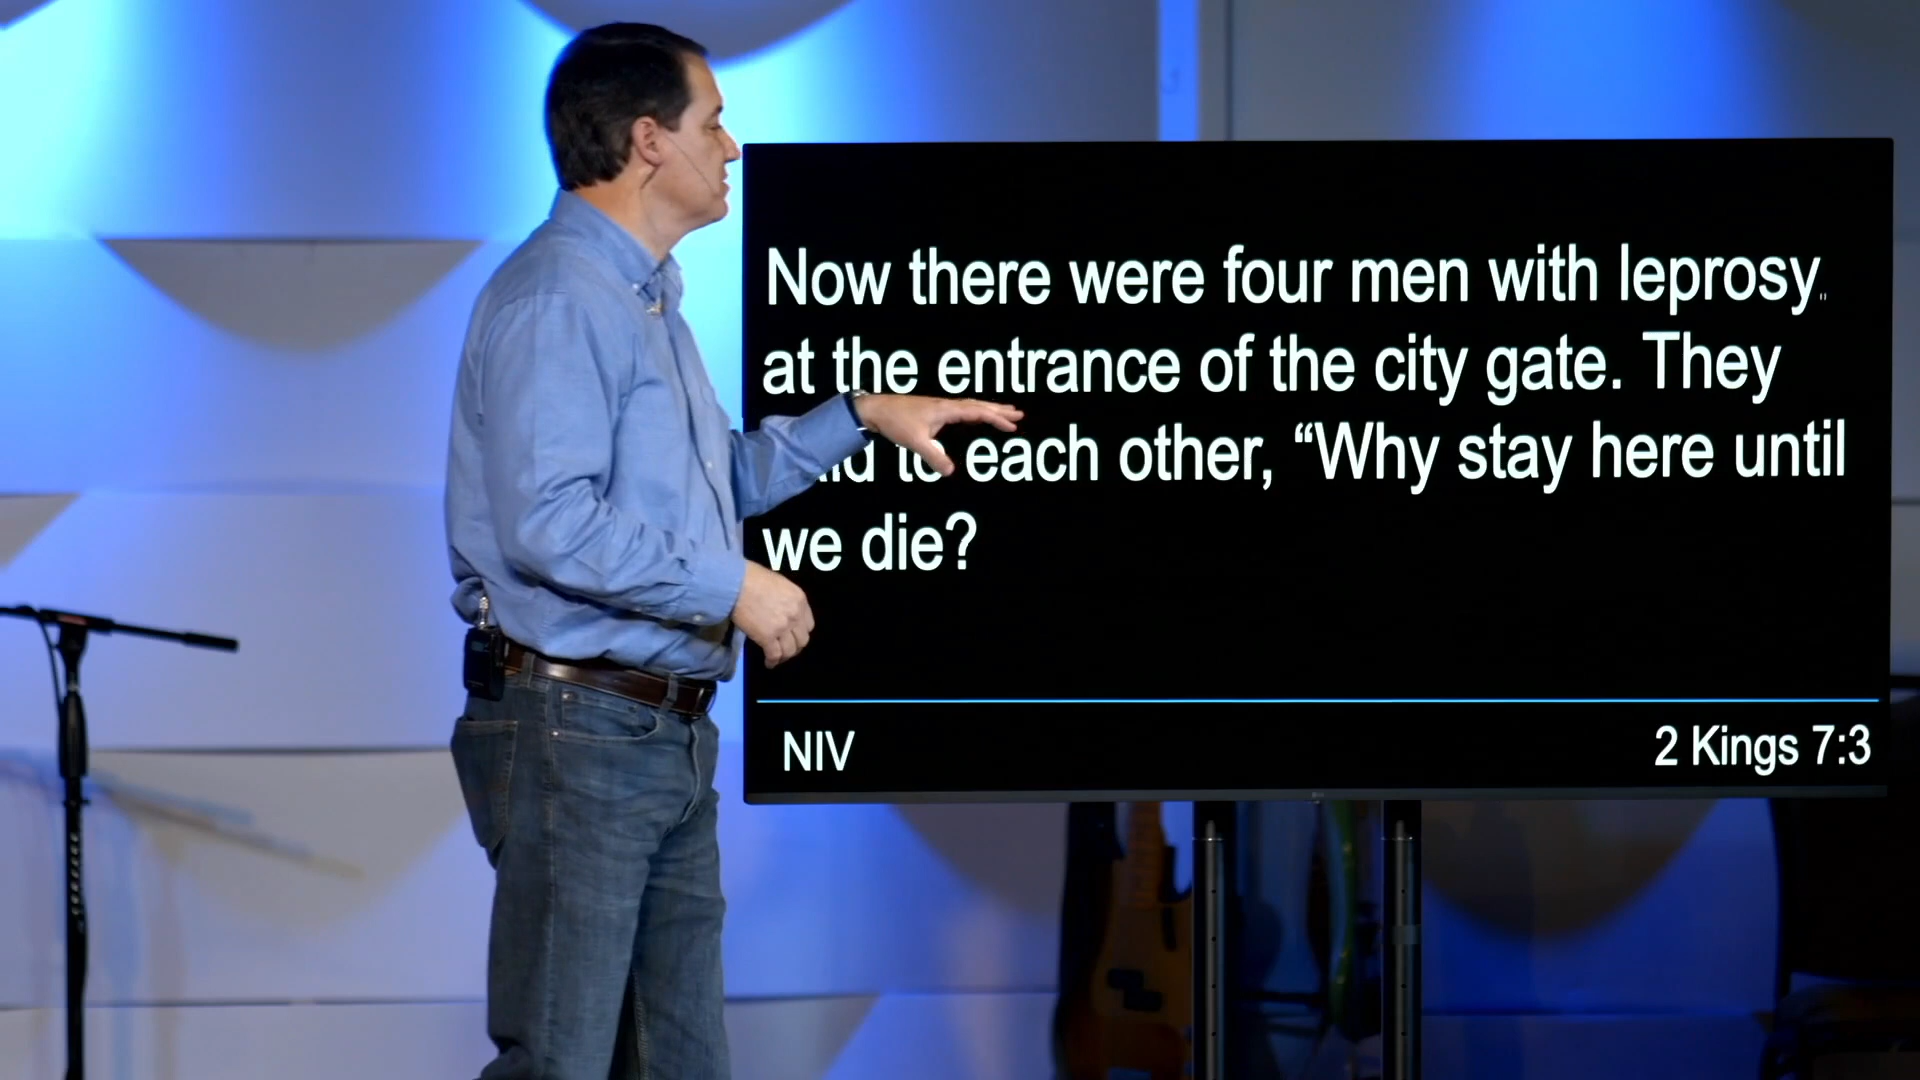 Now there were four men with leprosy
at the entrance of the city gate. They
to each other, “Why stay here until
we die?
NIV
2 Kings 7:3